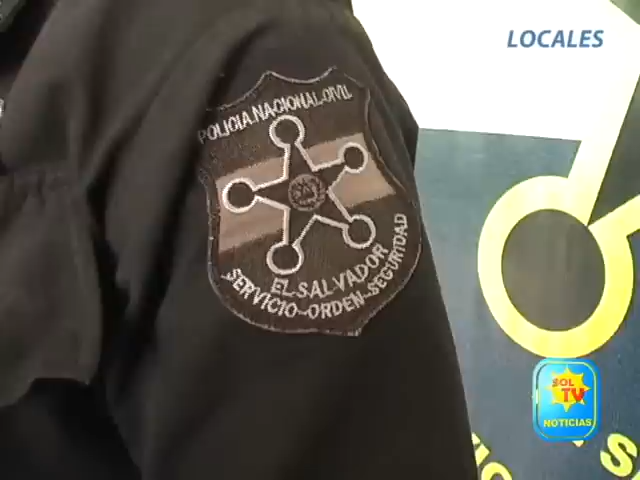 LOCALES
POLICIA.NACIONAL.CIVIL
EL-SALVADOR
SERVICIO-ORDEN-SEGURIDAD
SOL
TV
NOTICIAS